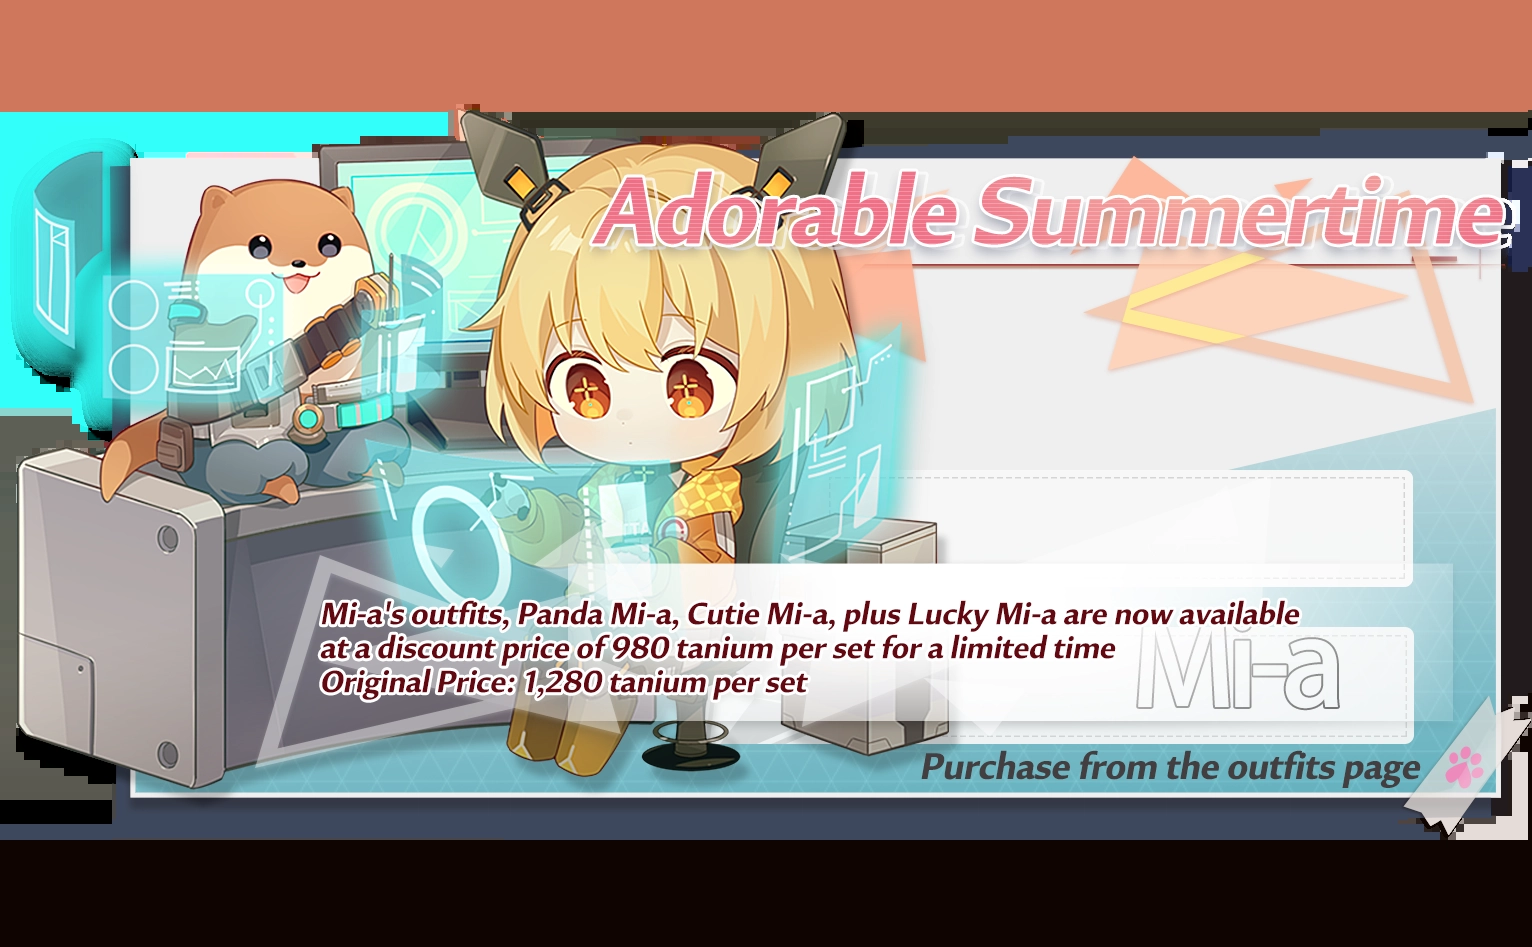 Adorable Summertime
Mi-a's outfits, Panda Mi-a, Cutie Mi-a, plus Lucky Mi-a are now available
at a discount price of 980 tanium per set for a limited time
Original Price: 1,280 tanium per set
Mi-a
Purchase from the outfits page